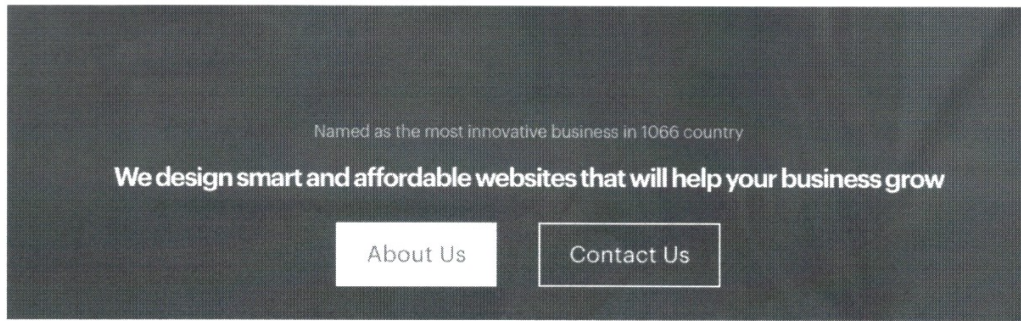 Named as the most innovative business in 1066 country
We design smart and affordable websites that will help your business grow
About Us
Contact Us